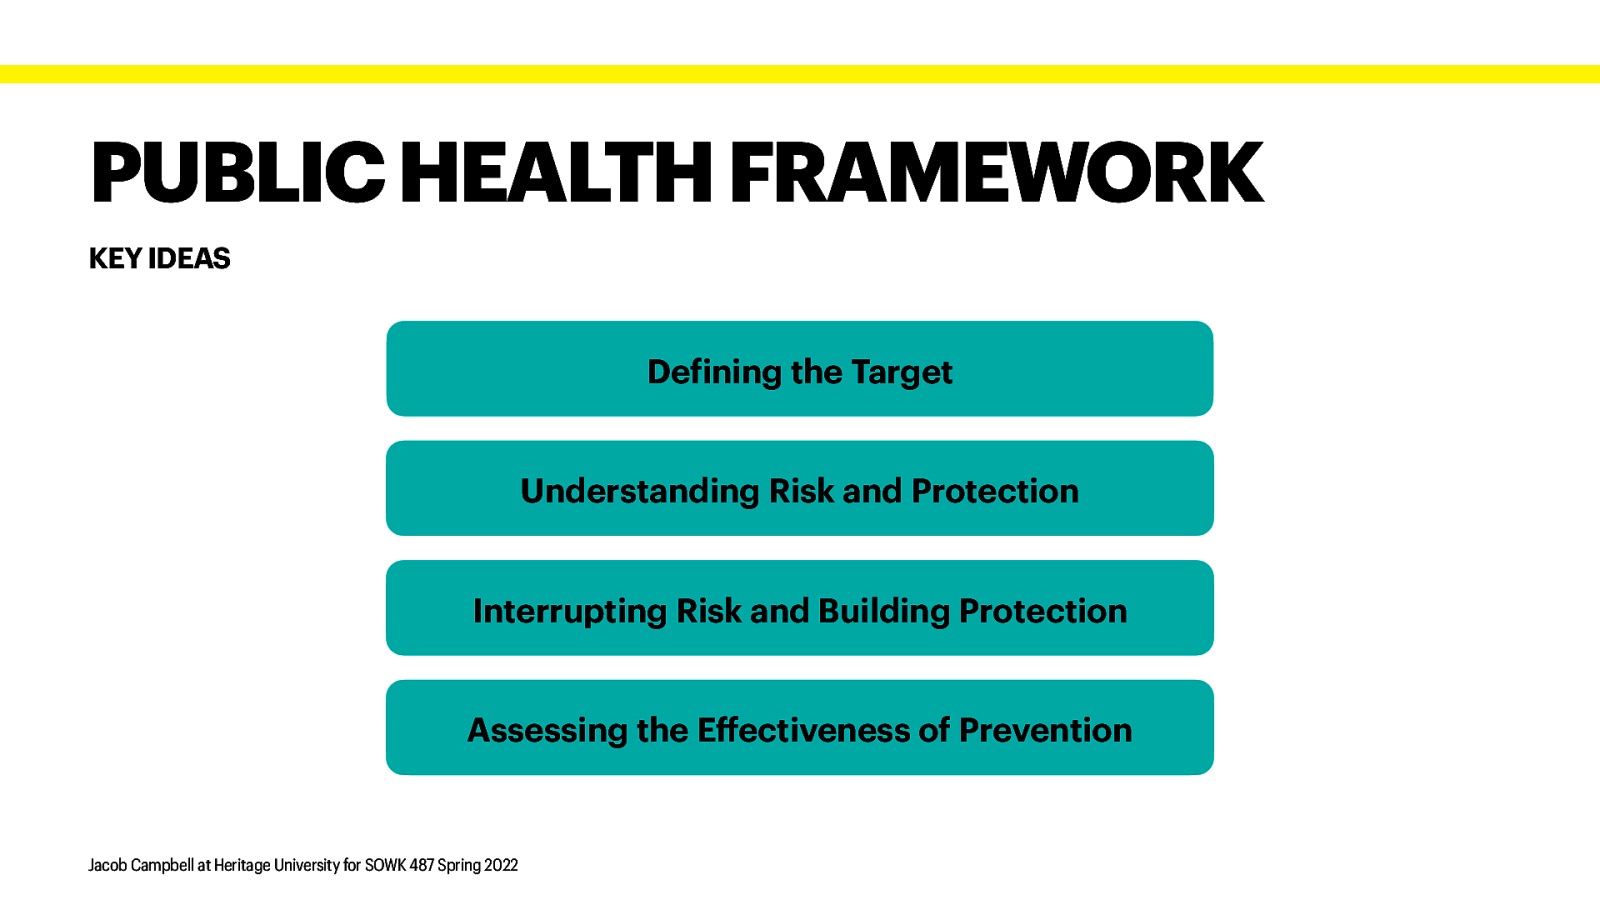 PUBLIC HEALTH FRAMEWORK
KEY IDEAS
Defining the Target
Understanding Risk and Protection
Interrupting Risk and Building Protection
Assessing the Effectiveness of Prevention
Jacob Campbell at Heritage University for SOWK 487 Spring 2022